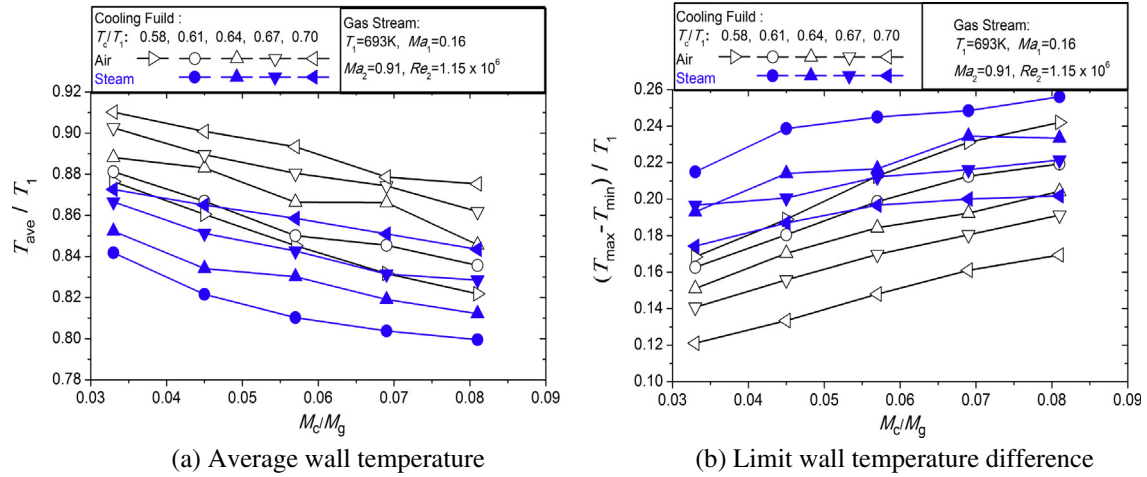 Cooling Fuild :
Tc/T1: 0.58, 0.61, 0.64, 0.67, 0.70
Air
Steam
Gas Stream:
T1=693K, Ma1=0.16
Ma2=0.91, Re2=1.15 x 10^6
0.92
0.90
0.88
0.86
0.84
0.82
0.80
0.78
Tave / T1
0.03 0.04 0.05 0.06 0.07 0.08 0.09
Mc/Mg
(a) Average wall temperature
Cooling Fuild :
Tc/T1: 0.58, 0.61, 0.64, 0.67, 0.70
Air
Steam
Gas Stream:
T1=693K, Ma1=0.16
Ma2=0.91, Re2=1.15 x 10^6
0.26
0.24
0.22
0.20
0.18
0.16
0.14
0.12
0.10
(Tmax-Tmin) / T1
0.03 0.04 0.05 0.06 0.07 0.08 0.09
Mc/Mg
(b) Limit wall temperature difference